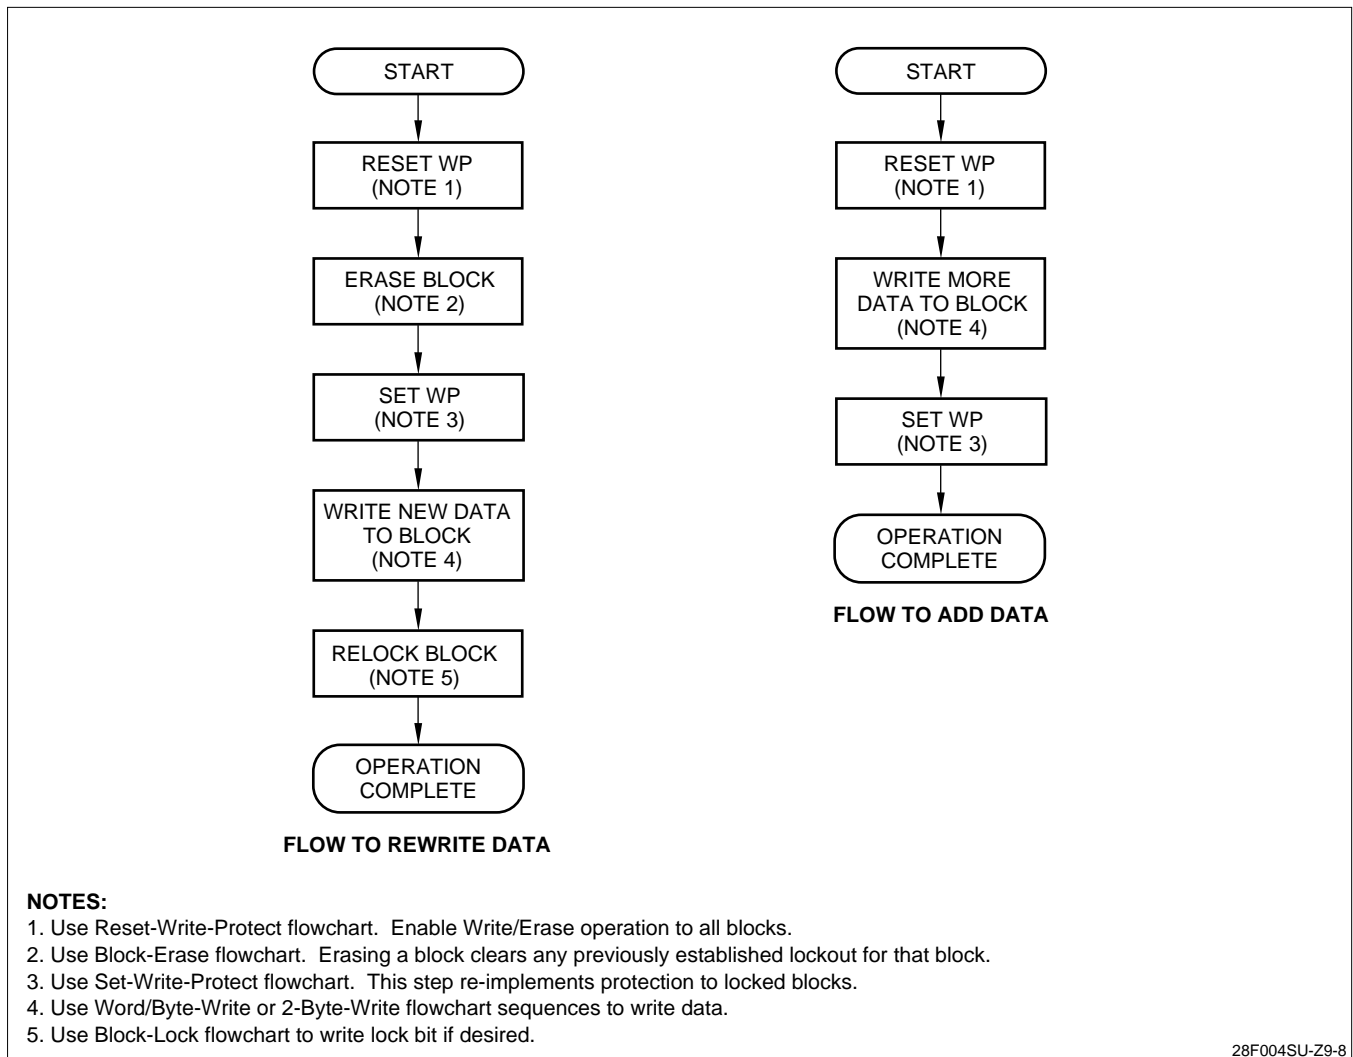 START
RESET WP
(NOTE 1)
ERASE BLOCK
(NOTE 2)
SET WP
(NOTE 3)
WRITE NEW DATA
TO BLOCK
(NOTE 4)
RELOCK BLOCK
(NOTE 5)
OPERATION
COMPLETE
FLOW TO REWRITE DATA
START
RESET WP
(NOTE 1)
WRITE MORE
DATA TO BLOCK
(NOTE 4)
SET WP
(NOTE 3)
OPERATION
COMPLETE
FLOW TO ADD DATA
NOTES:
1. Use Reset-Write-Protect flowchart. Enable Write/Erase operation to all blocks.
2. Use Block-Erase flowchart. Erasing a block clears any previously established lockout for that block.
3. Use Set-Write-Protect flowchart. This step re-implements protection to locked blocks.
4. Use Word/Byte-Write or 2-Byte-Write flowchart sequences to write data.
5. Use Block-Lock flowchart to write lock bit if desired.
28F004SU-Z9-8